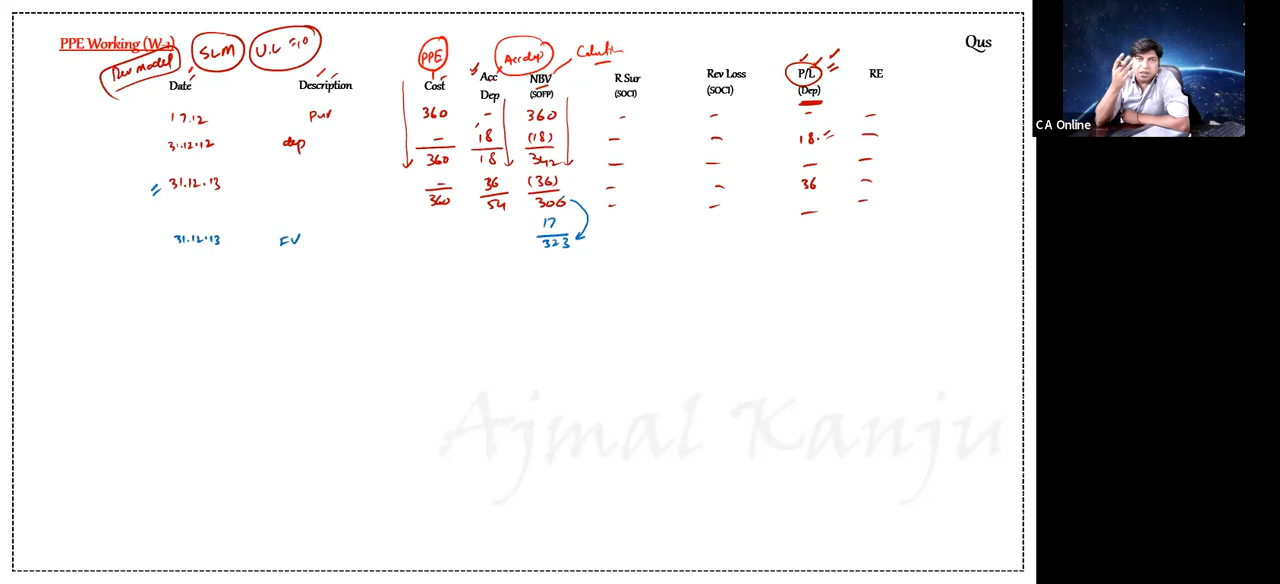 PPE Working (W-1) Qus
Rev model SLM U.L = 10
PPE Acc dep
Date Description Cost Acc Dep NBV (SOFP) R Sur (SOCI) Rev Loss (SOCI) P/L (Dep) RE
1.7.12 pur 360 - 360 - - - -
31.12.12 dep - 18 (18) - - 18 -
360 18 342 - - - -
31.12.13 - 36 (36) - - 36 -
360 54 306 - - - -
17
31.12.13 FV 323
CA Online
Ajmal Kanju